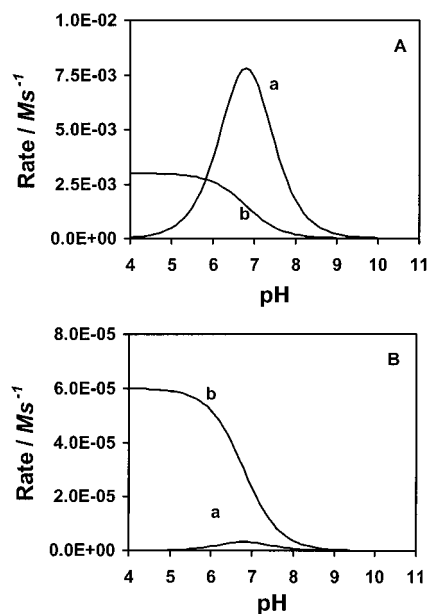 A
Rate / Ms⁻¹
1.0E-02
7.5E-03
5.0E-03
2.5E-03
0.0E+00
a
b
4 5 6 7 8 9 10 11
pH
B
Rate / Ms⁻¹
8.0E-05
6.0E-05
4.0E-05
2.0E-05
0.0E+00
b
a
4 5 6 7 8 9 10 11
pH